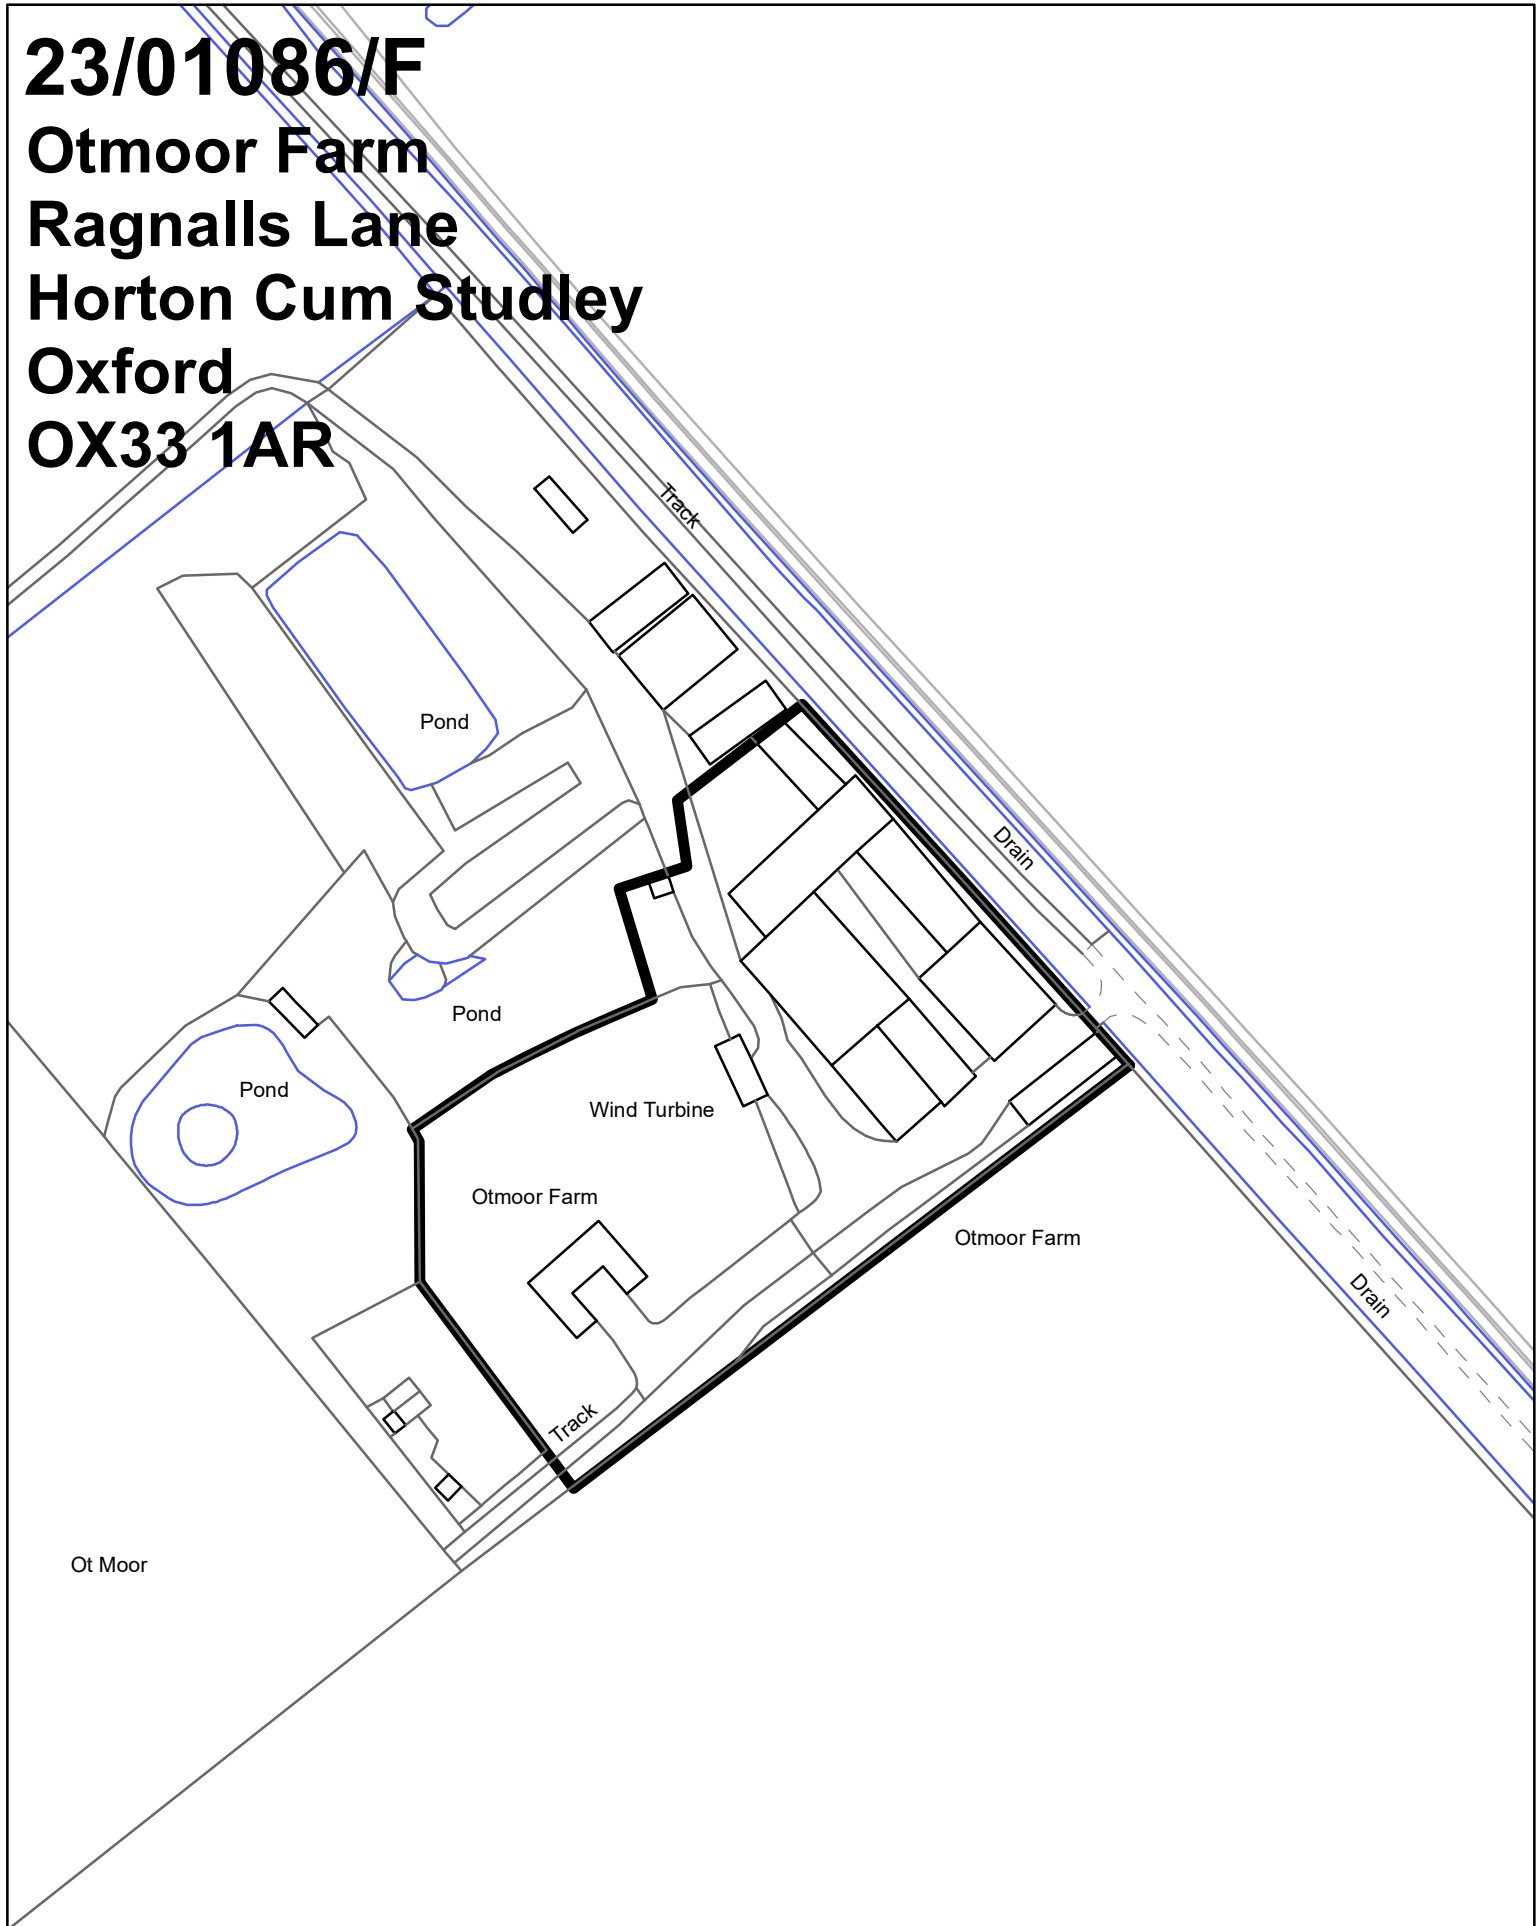 23/01086/F
Otmoor Farm
Ragnalls Lane
Horton Cum Studley
Oxford
OX33 1AR
Track
Pond
Drain
Pond
Pond
Wind Turbine
Otmoor Farm
Otmoor Farm
Drain
Track
Ot Moor